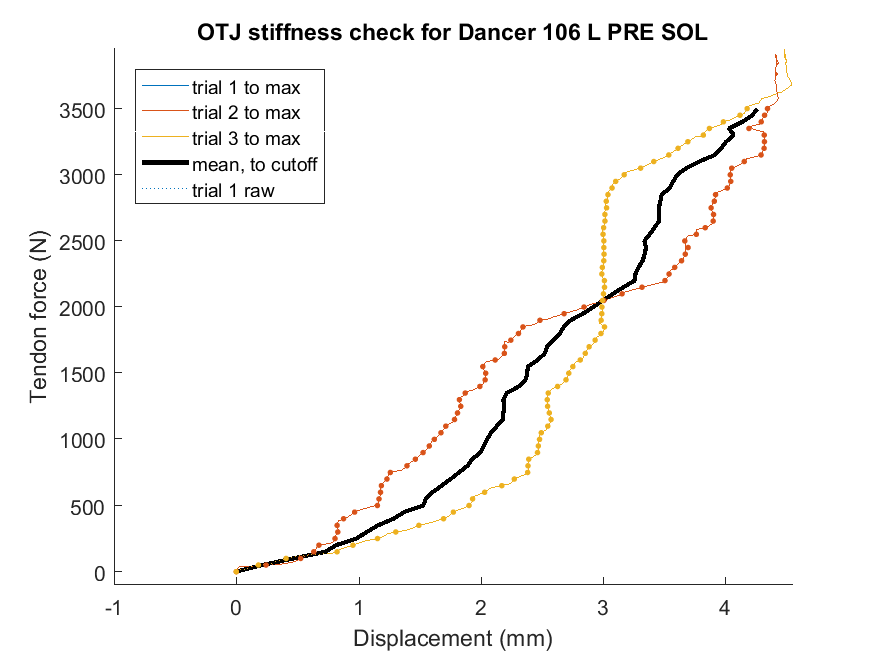 OTJ stiffness check for Dancer 106 L PRE SOL
trial 1 to max
trial 2 to max
trial 3 to max
mean, to cutoff
trial 1 raw
Tendon force (N)
3500
3000
2500
2000
1500
1000
500
0
-1 0 1 2 3 4
Displacement (mm)